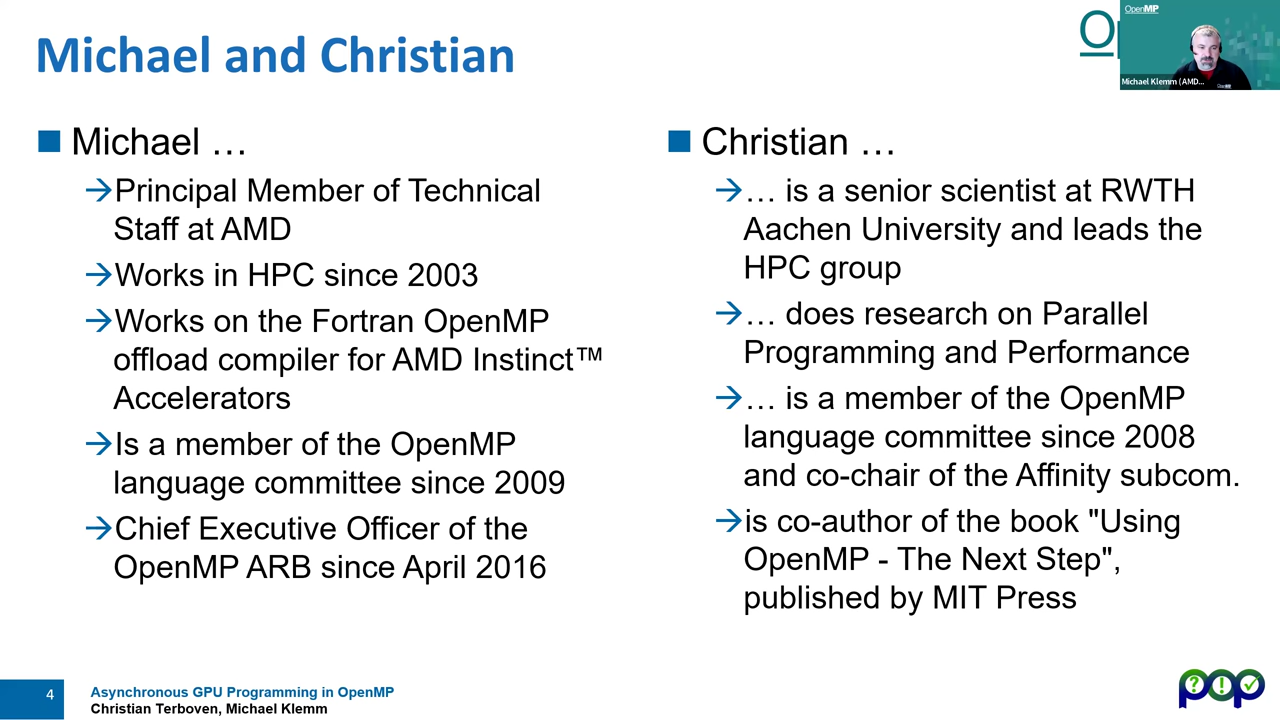 Michael and Christian
OpenMP
Michael Klemm (AMD...
Michael …
→Principal Member of Technical
Staff at AMD
→Works in HPC since 2003
→Works on the Fortran OpenMP
offload compiler for AMD Instinct™
Accelerators
→Is a member of the OpenMP
language committee since 2009
→Chief Executive Officer of the
OpenMP ARB since April 2016
Christian …
→… is a senior scientist at RWTH
Aachen University and leads the
HPC group
→… does research on Parallel
Programming and Performance
→… is a member of the OpenMP
language committee since 2008
and co-chair of the Affinity subcom.
→is co-author of the book "Using
OpenMP - The Next Step",
published by MIT Press
4
Asynchronous GPU Programming in OpenMP
Christian Terboven, Michael Klemm
pop